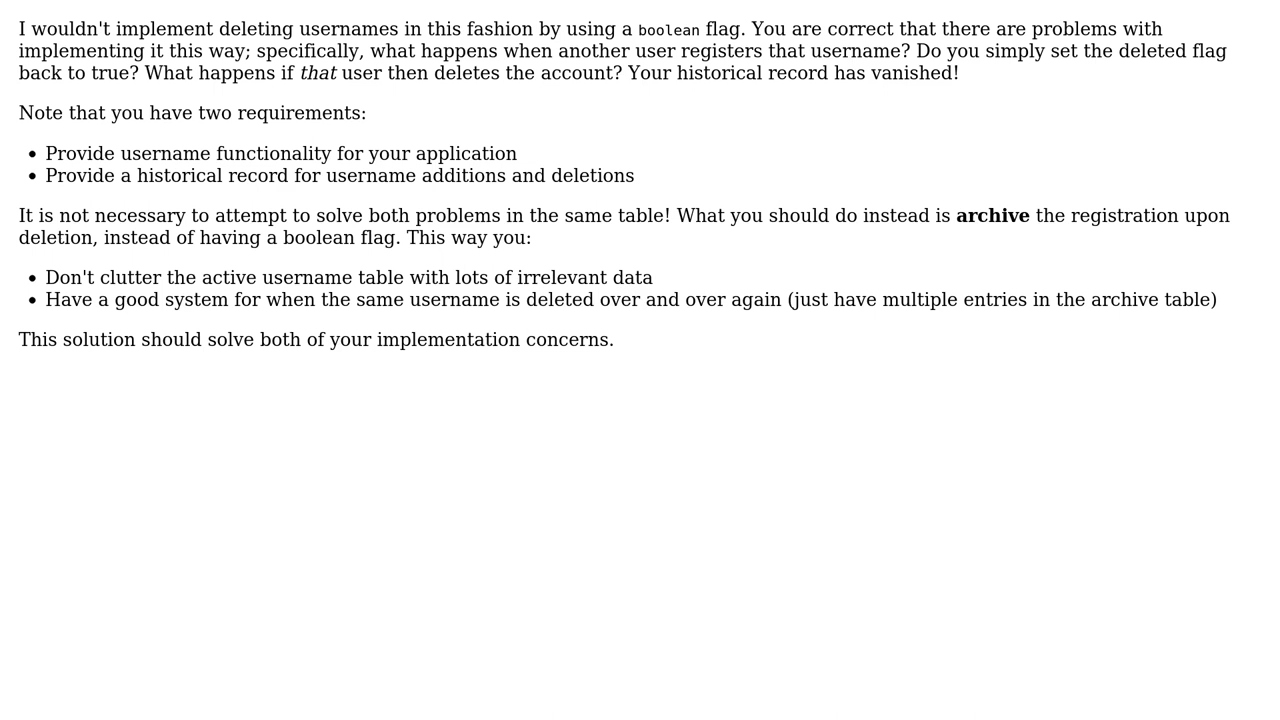 I wouldn't implement deleting usernames in this fashion by using a boolean flag. You are correct that there are problems with
implementing it this way; specifically, what happens when another user registers that username? Do you simply set the deleted flag
back to true? What happens if that user then deletes the account? Your historical record has vanished!
Note that you have two requirements:
• Provide username functionality for your application
• Provide a historical record for username additions and deletions
It is not necessary to attempt to solve both problems in the same table! What you should do instead is archive the registration upon
deletion, instead of having a boolean flag. This way you:
• Don't clutter the active username table with lots of irrelevant data
• Have a good system for when the same username is deleted over and over again (just have multiple entries in the archive table)
This solution should solve both of your implementation concerns.